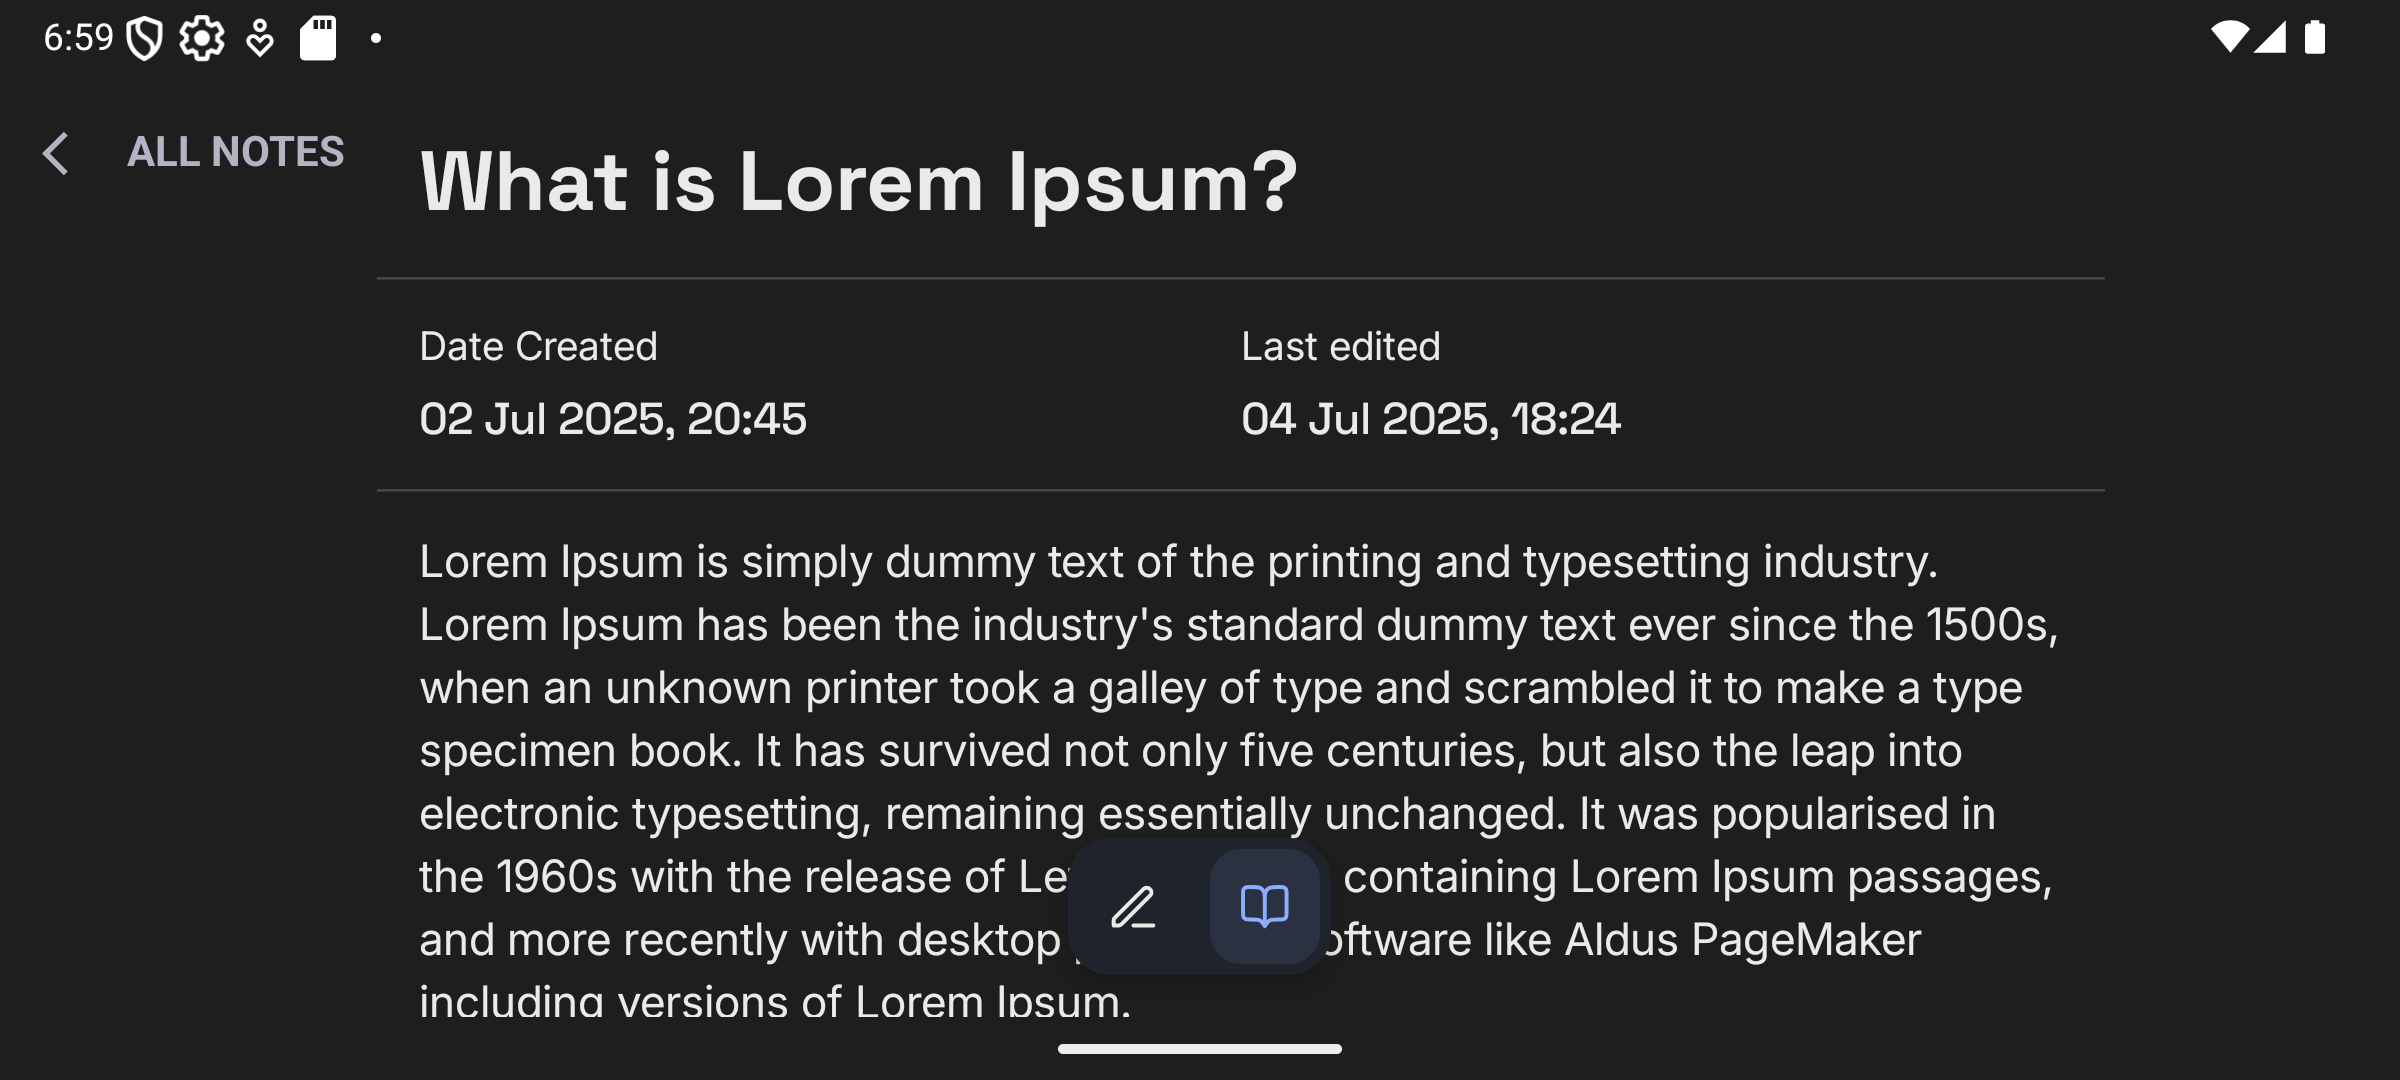 6:59
ALL NOTES
What is Lorem Ipsum?
Date Created
Last edited
02 Jul 2025, 20:45
04 Jul 2025, 18:24
Lorem Ipsum is simply dummy text of the printing and typesetting industry.
Lorem Ipsum has been the industry's standard dummy text ever since the 1500s,
when an unknown printer took a galley of type and scrambled it to make a type
specimen book. It has survived not only five centuries, but also the leap into
electronic typesetting, remaining essentially unchanged. It was popularised in
the 1960s with the release of containing Lorem Ipsum passages,
and more recently with desktop like Aldus PageMaker
including versions of Lorem Ipsum.